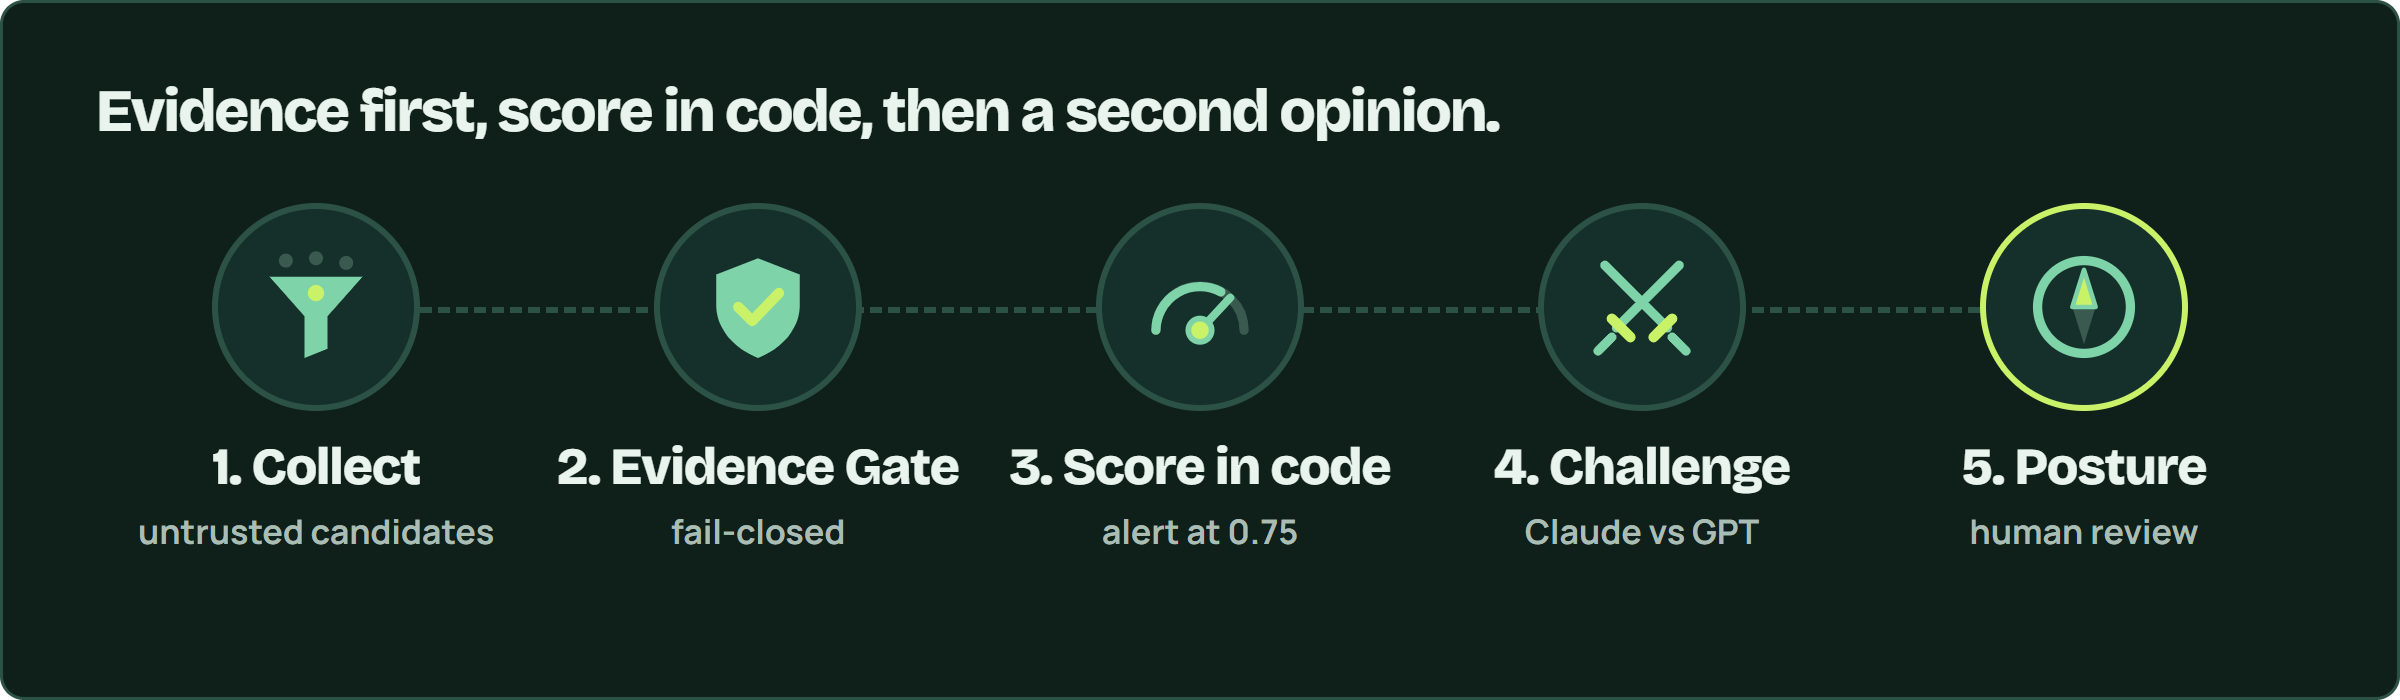 Evidence first, score in code, then a second opinion.
1. Collect
untrusted candidates
2. Evidence Gate
fail-closed
3. Score in code
alert at 0.75
4. Challenge
Claude vs GPT
5. Posture
human review